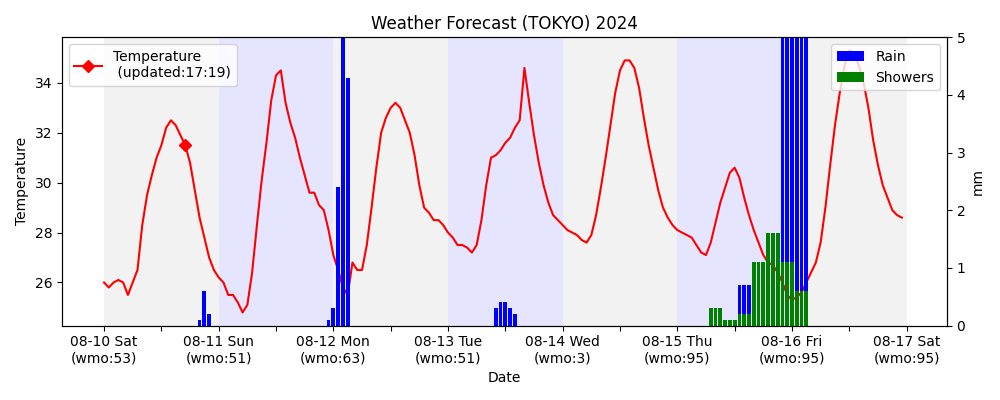 Weather Forecast (TOKYO) 2024
Temperature
(updated:17:19)
Rain
Showers
34
32
30
28
26
Temperature
5
4
3
2
1
0
mm
08-10 Sat
(wmo:53)
08-11 Sun
(wmo:51)
08-12 Mon
(wmo:63)
08-13 Tue
(wmo:51)
08-14 Wed
(wmo:3)
08-15 Thu
(wmo:95)
08-16 Fri
(wmo:95)
08-17 Sat
(wmo:95)
Date